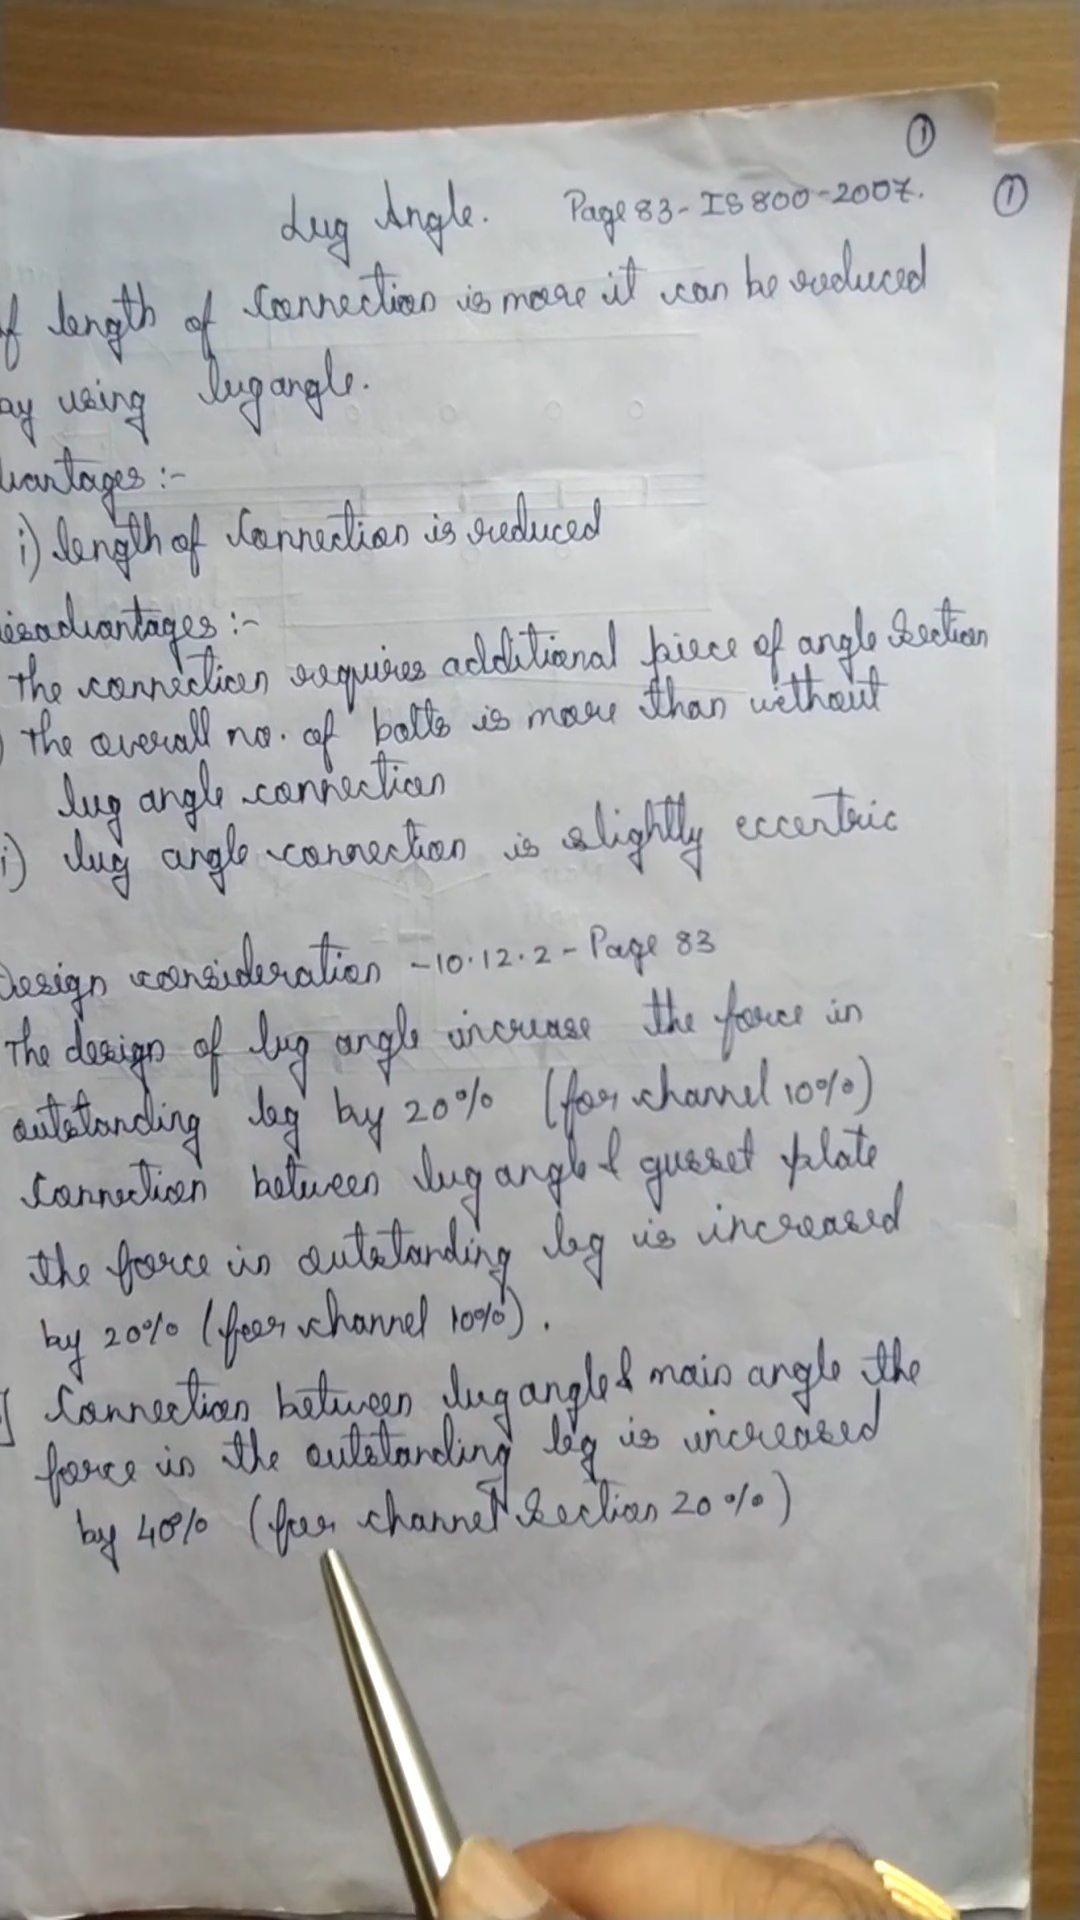 ①
Lug Angle. Page 83 - IS 800-2007. ①
f length of connection is more it can be reduced
ay using lug angle.
vantages :-
i) length of connection is reduced
isadvantages :-
The connection requires additional piece of angle section
) The overall no. of bolts is more than without
lug angle connection
i) lug angle connection is slightly eccentric
Design consideration - 10.12.2 - Page 83
The design of lug angle increase the force in
outstanding leg by 20% (for channel 10%)
Connection between lug angle & gusset plate
the force in outstanding leg is increased
by 20% (for channel 10%).
] Connection between lug angle & main angle the
force in the outstanding leg is increased
by 40% (for channel section 20%)